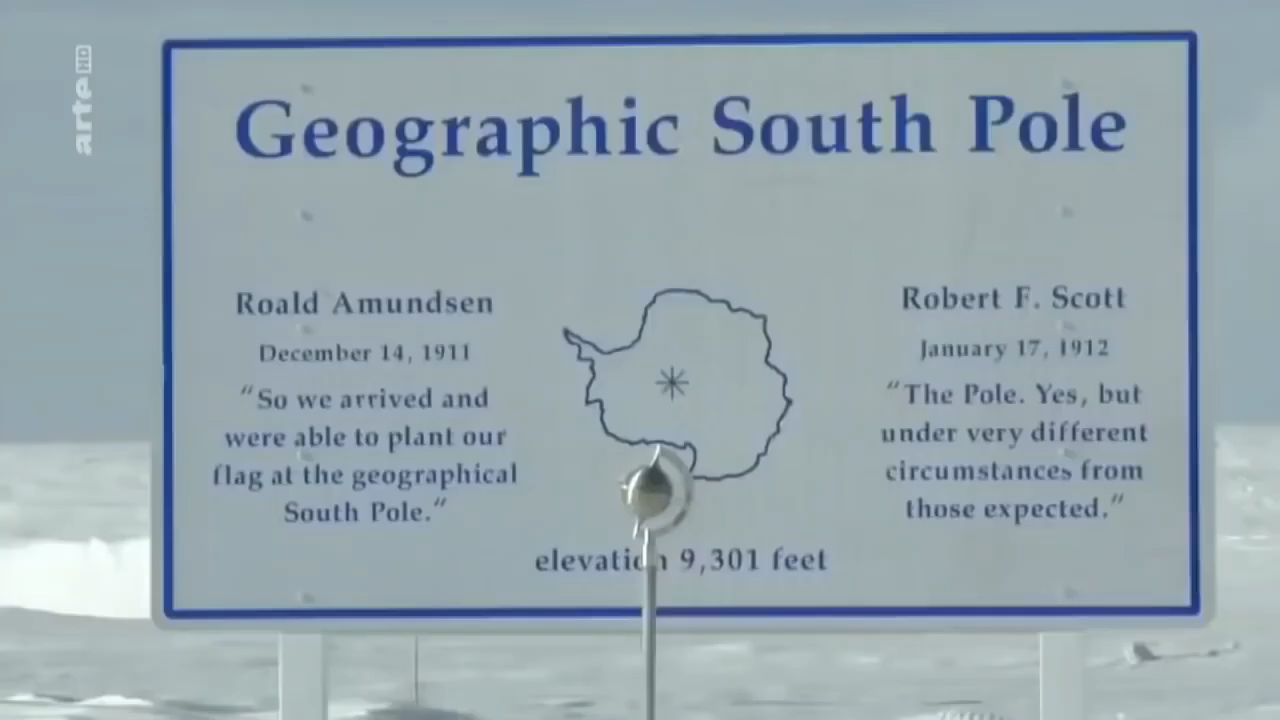 arte HD
Geographic South Pole
Roald Amundsen
December 14, 1911
“So we arrived and
were able to plant our
flag at the geographical
South Pole.”
Robert F. Scott
January 17, 1912
“The Pole. Yes, but
under very different
circumstances from
those expected.”
elevation 9,301 feet